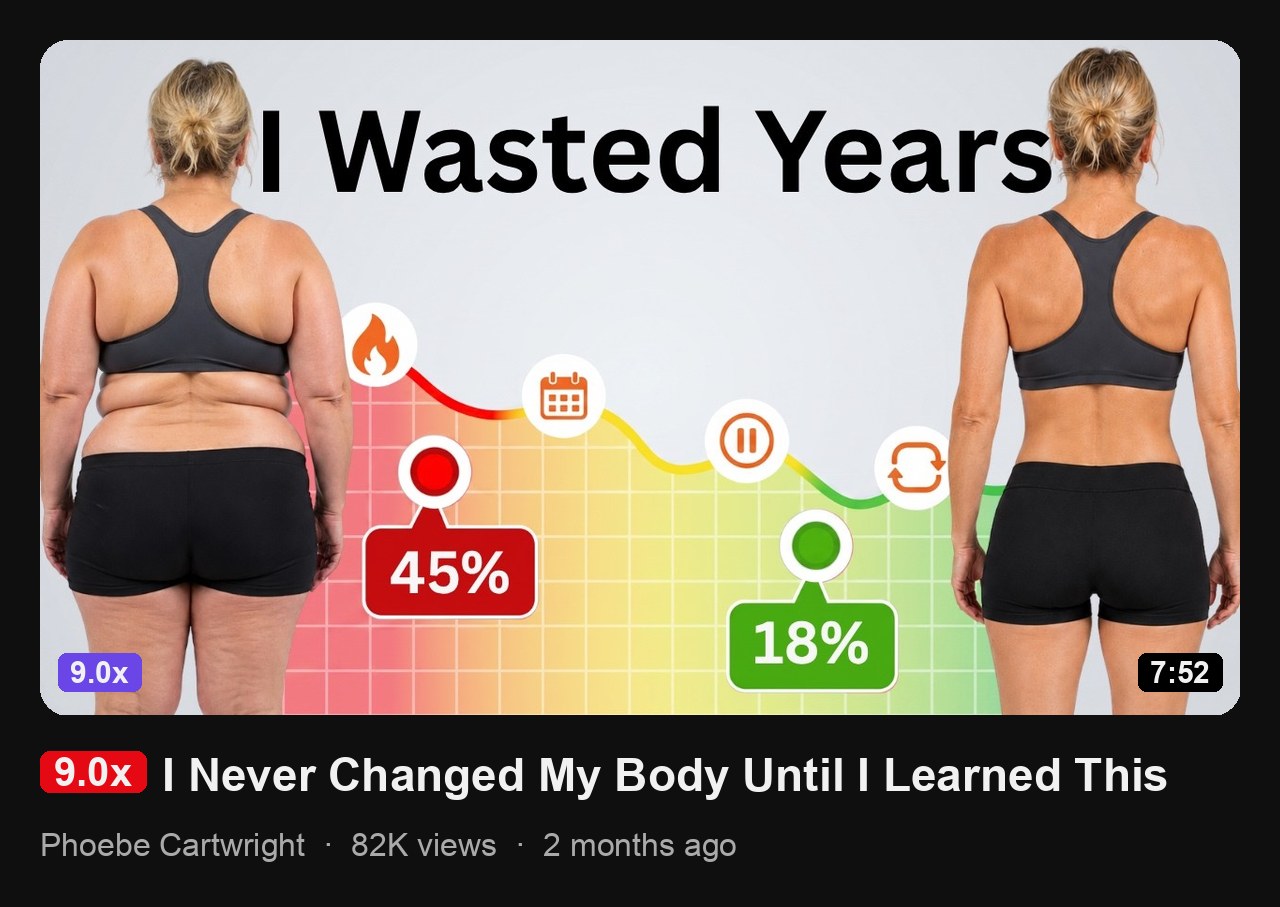 I Wasted Years
45%
18%
9.0x
7:52
9.0x I Never Changed My Body Until I Learned This
Phoebe Cartwright · 82K views · 2 months ago